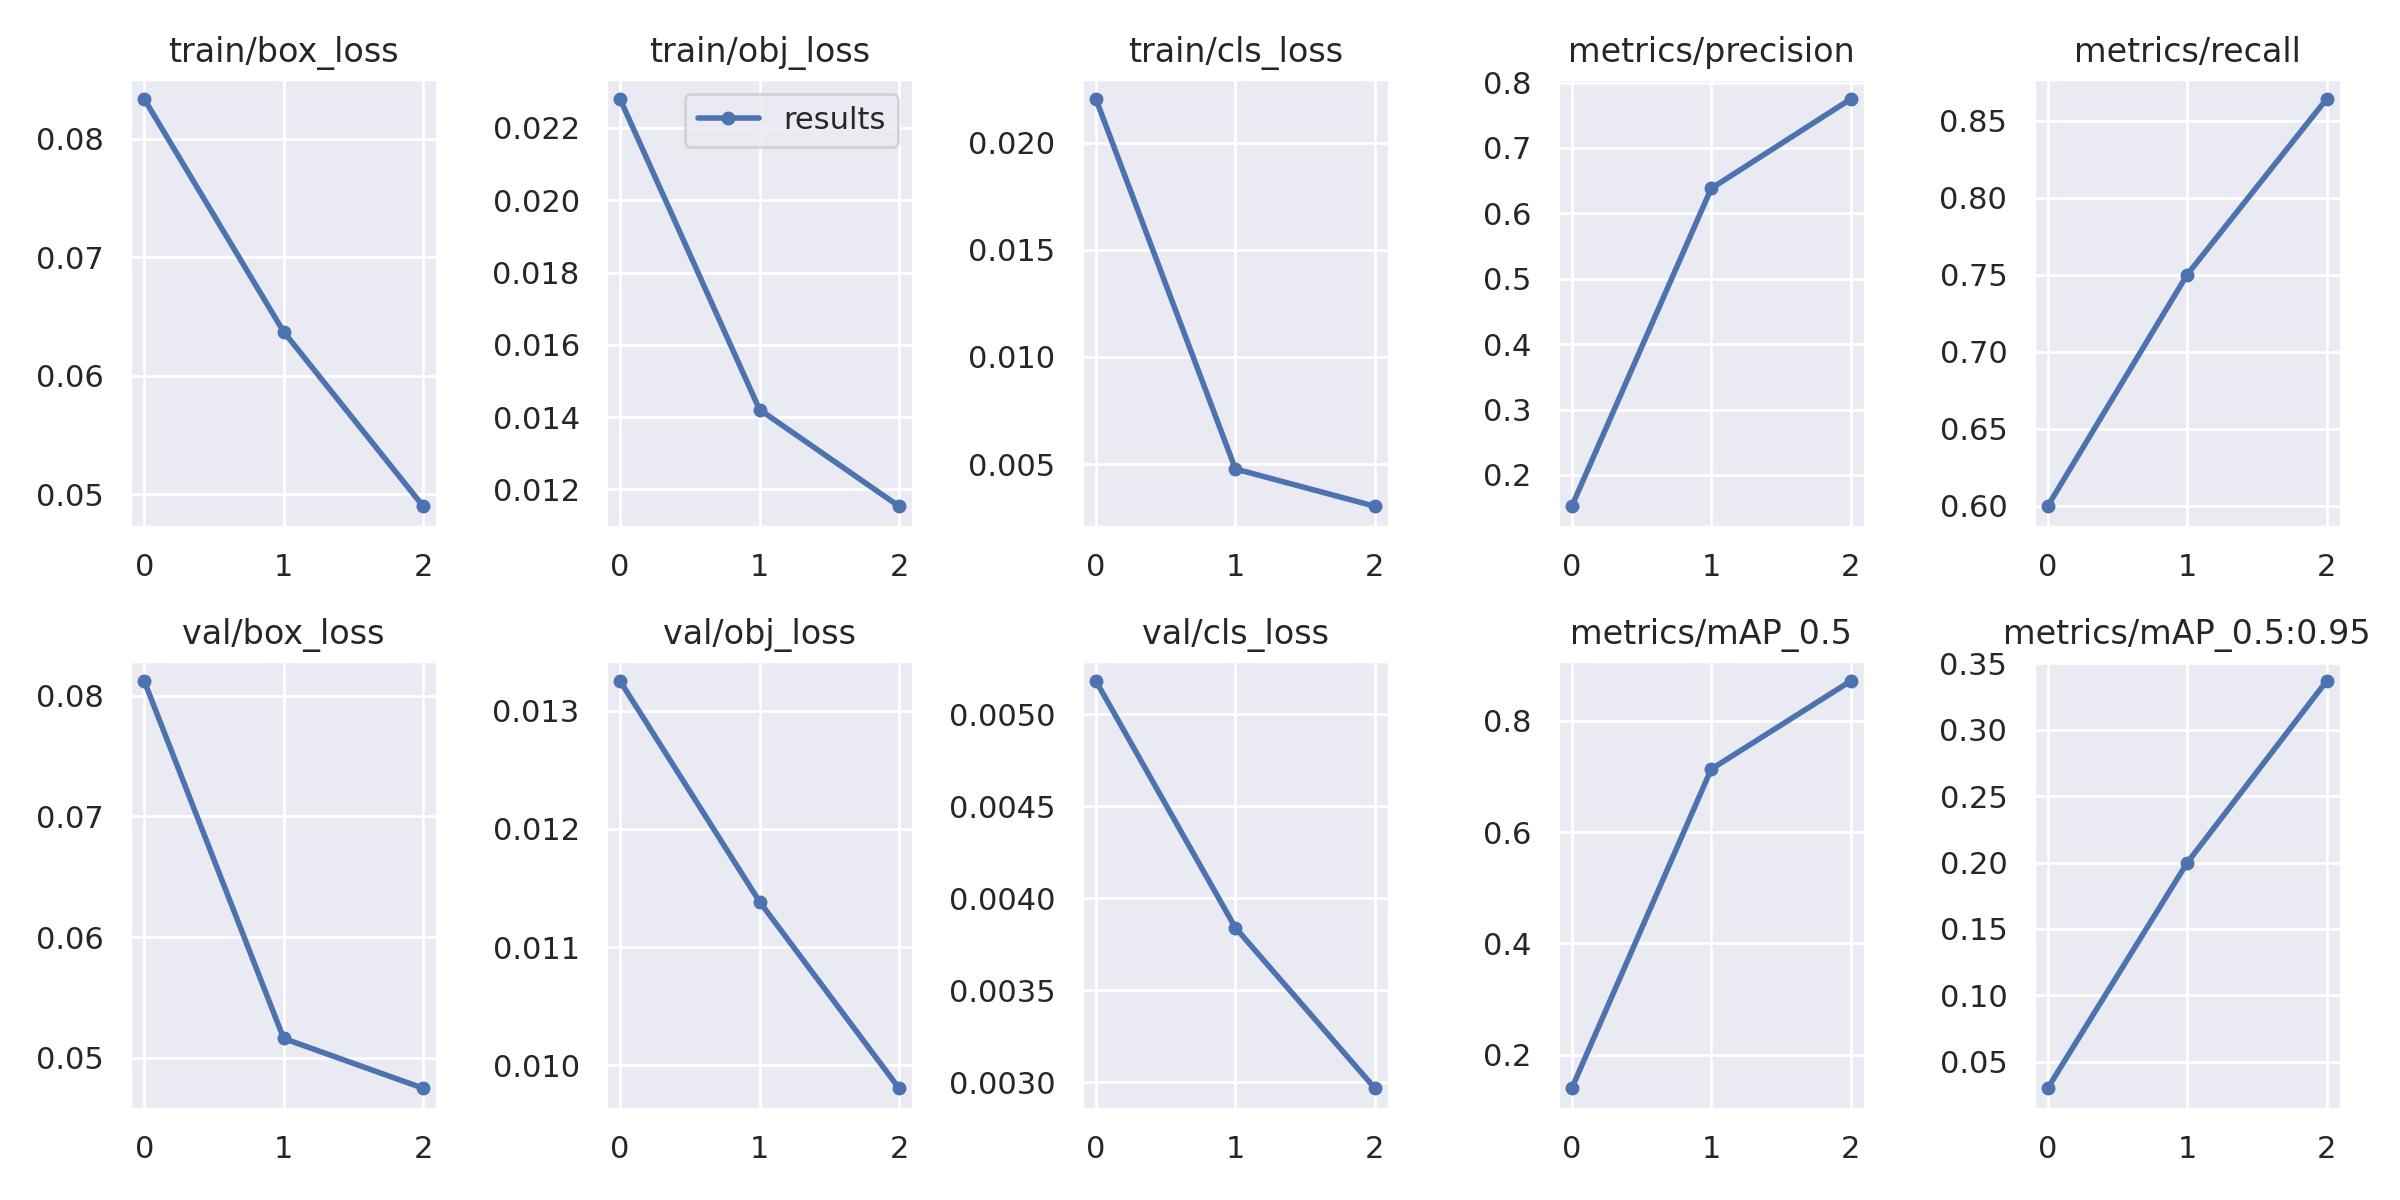 train/box_loss
0.08
0.07
0.06
0.05
0 1 2
train/obj_loss
results
0.022
0.020
0.018
0.016
0.014
0.012
0 1 2
train/cls_loss
0.020
0.015
0.010
0.005
0 1 2
metrics/precision
0.8
0.7
0.6
0.5
0.4
0.3
0.2
0 1 2
metrics/recall
0.85
0.80
0.75
0.70
0.65
0.60
0 1 2
val/box_loss
0.08
0.07
0.06
0.05
0 1 2
val/obj_loss
0.013
0.012
0.011
0.010
0 1 2
val/cls_loss
0.0050
0.0045
0.0040
0.0035
0.0030
0 1 2
metrics/mAP_0.5
0.8
0.6
0.4
0.2
0 1 2
metrics/mAP_0.5:0.95
0.35
0.30
0.25
0.20
0.15
0.10
0.05
0 1 2